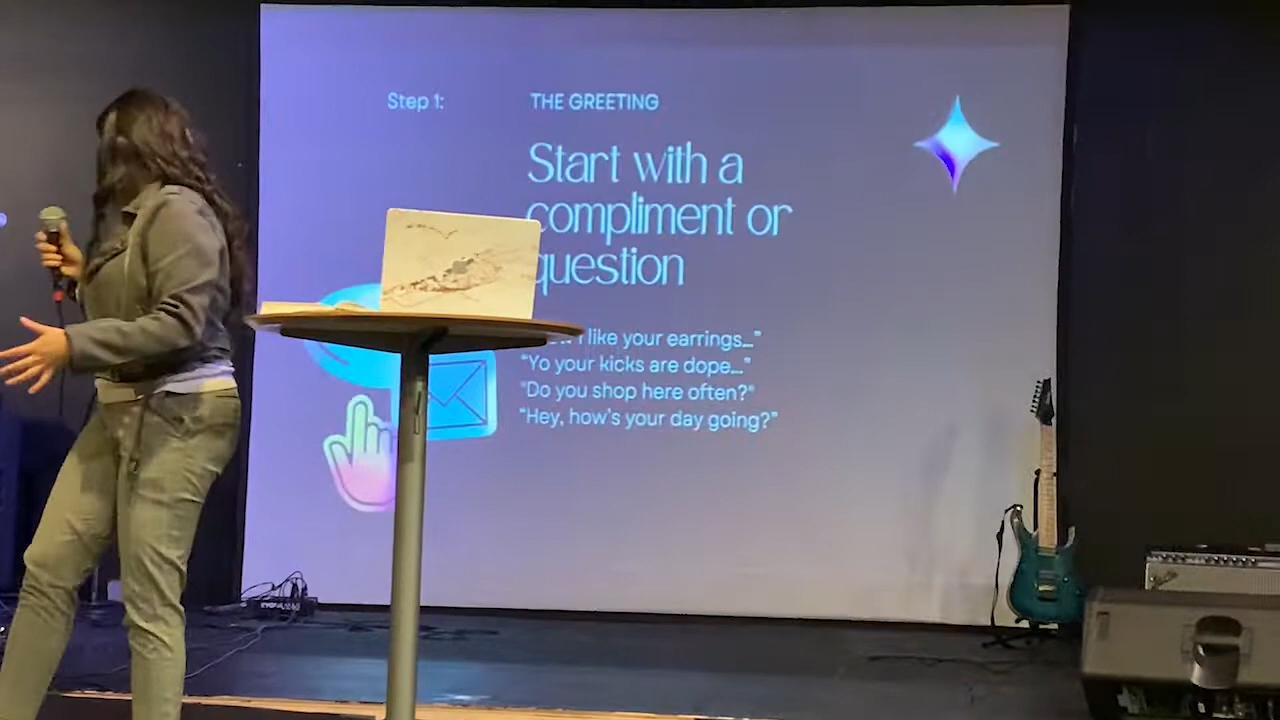 Step 1:
THE GREETING
Start with a
compliment or
question
I like your earrings..."
"Yo your kicks are dope..."
"Do you shop here often?"
"Hey, how's your day going?"